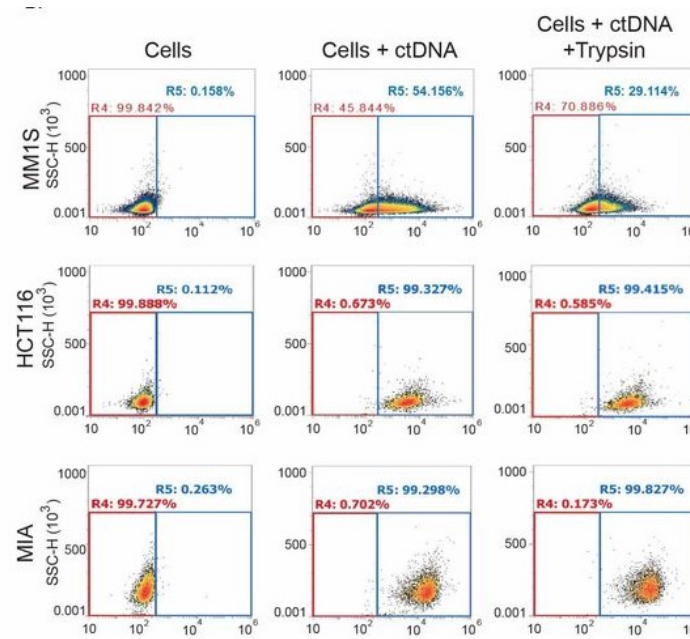 Cells
Cells + ctDNA
Cells + ctDNA
+Trypsin
MM1S
SSC-H (10³)
1000
500
0.001
R5: 0.158%
R4: 99.842%
10 10² 10⁴ 10⁶
1000
500
0.001
R5: 54.156%
R4: 45.844%
10 10² 10⁴ 10⁶
1000
500
0.001
R5: 29.114%
R4: 70.886%
10 10² 10⁴ 10
HCT116
SSC-H (10³)
1000
500
0.001
R5: 0.112%
R4: 99.888%
10 10² 10⁴ 10⁶
1000
500
0.001
R5: 99.327%
R4: 0.673%
10 10² 10⁴ 10⁶
1000
500
0.001
R5: 99.415%
R4: 0.585%
10 10² 10⁴ 10
MIA
SSC-H (10³)
1000
500
0.001
R5: 0.263%
R4: 99.727%
10 10² 10⁴ 10⁶
1000
500
0.001
R5: 99.298%
R4: 0.702%
10 10² 10⁴ 10⁶
1000
500
0.001
R5: 99.827%
R4: 0.173%
10 10² 10⁴ 10